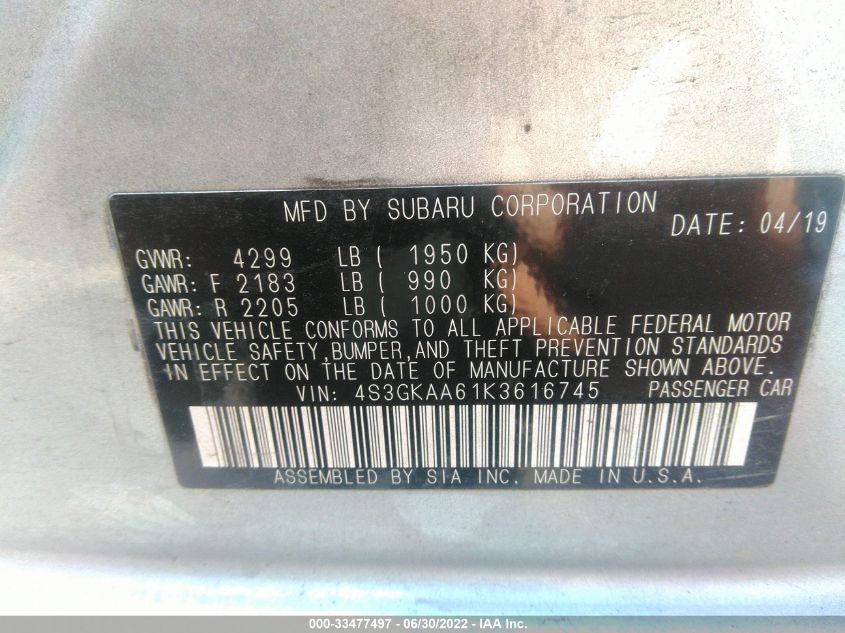 MFD BY SUBARU CORPORATION
DATE: 04/19
GVWR: 4299 LB ( 1950 KG)
GAWR: F 2183 LB ( 990 KG)
GAWR: R 2205 LB ( 1000 KG)
THIS VEHICLE CONFORMS TO ALL APPLICABLE FEDERAL MOTOR
VEHICLE SAFETY,BUMPER,AND THEFT PREVENTION STANDARDS
IN EFFECT ON THE DATE OF MANUFACTURE SHOWN ABOVE.
VIN: 4S3GKAA61K3616745 PASSENGER CAR
ASSEMBLED BY SIA INC. MADE IN U.S.A.
000-33477497 - 06/30/2022 - IAA Inc.